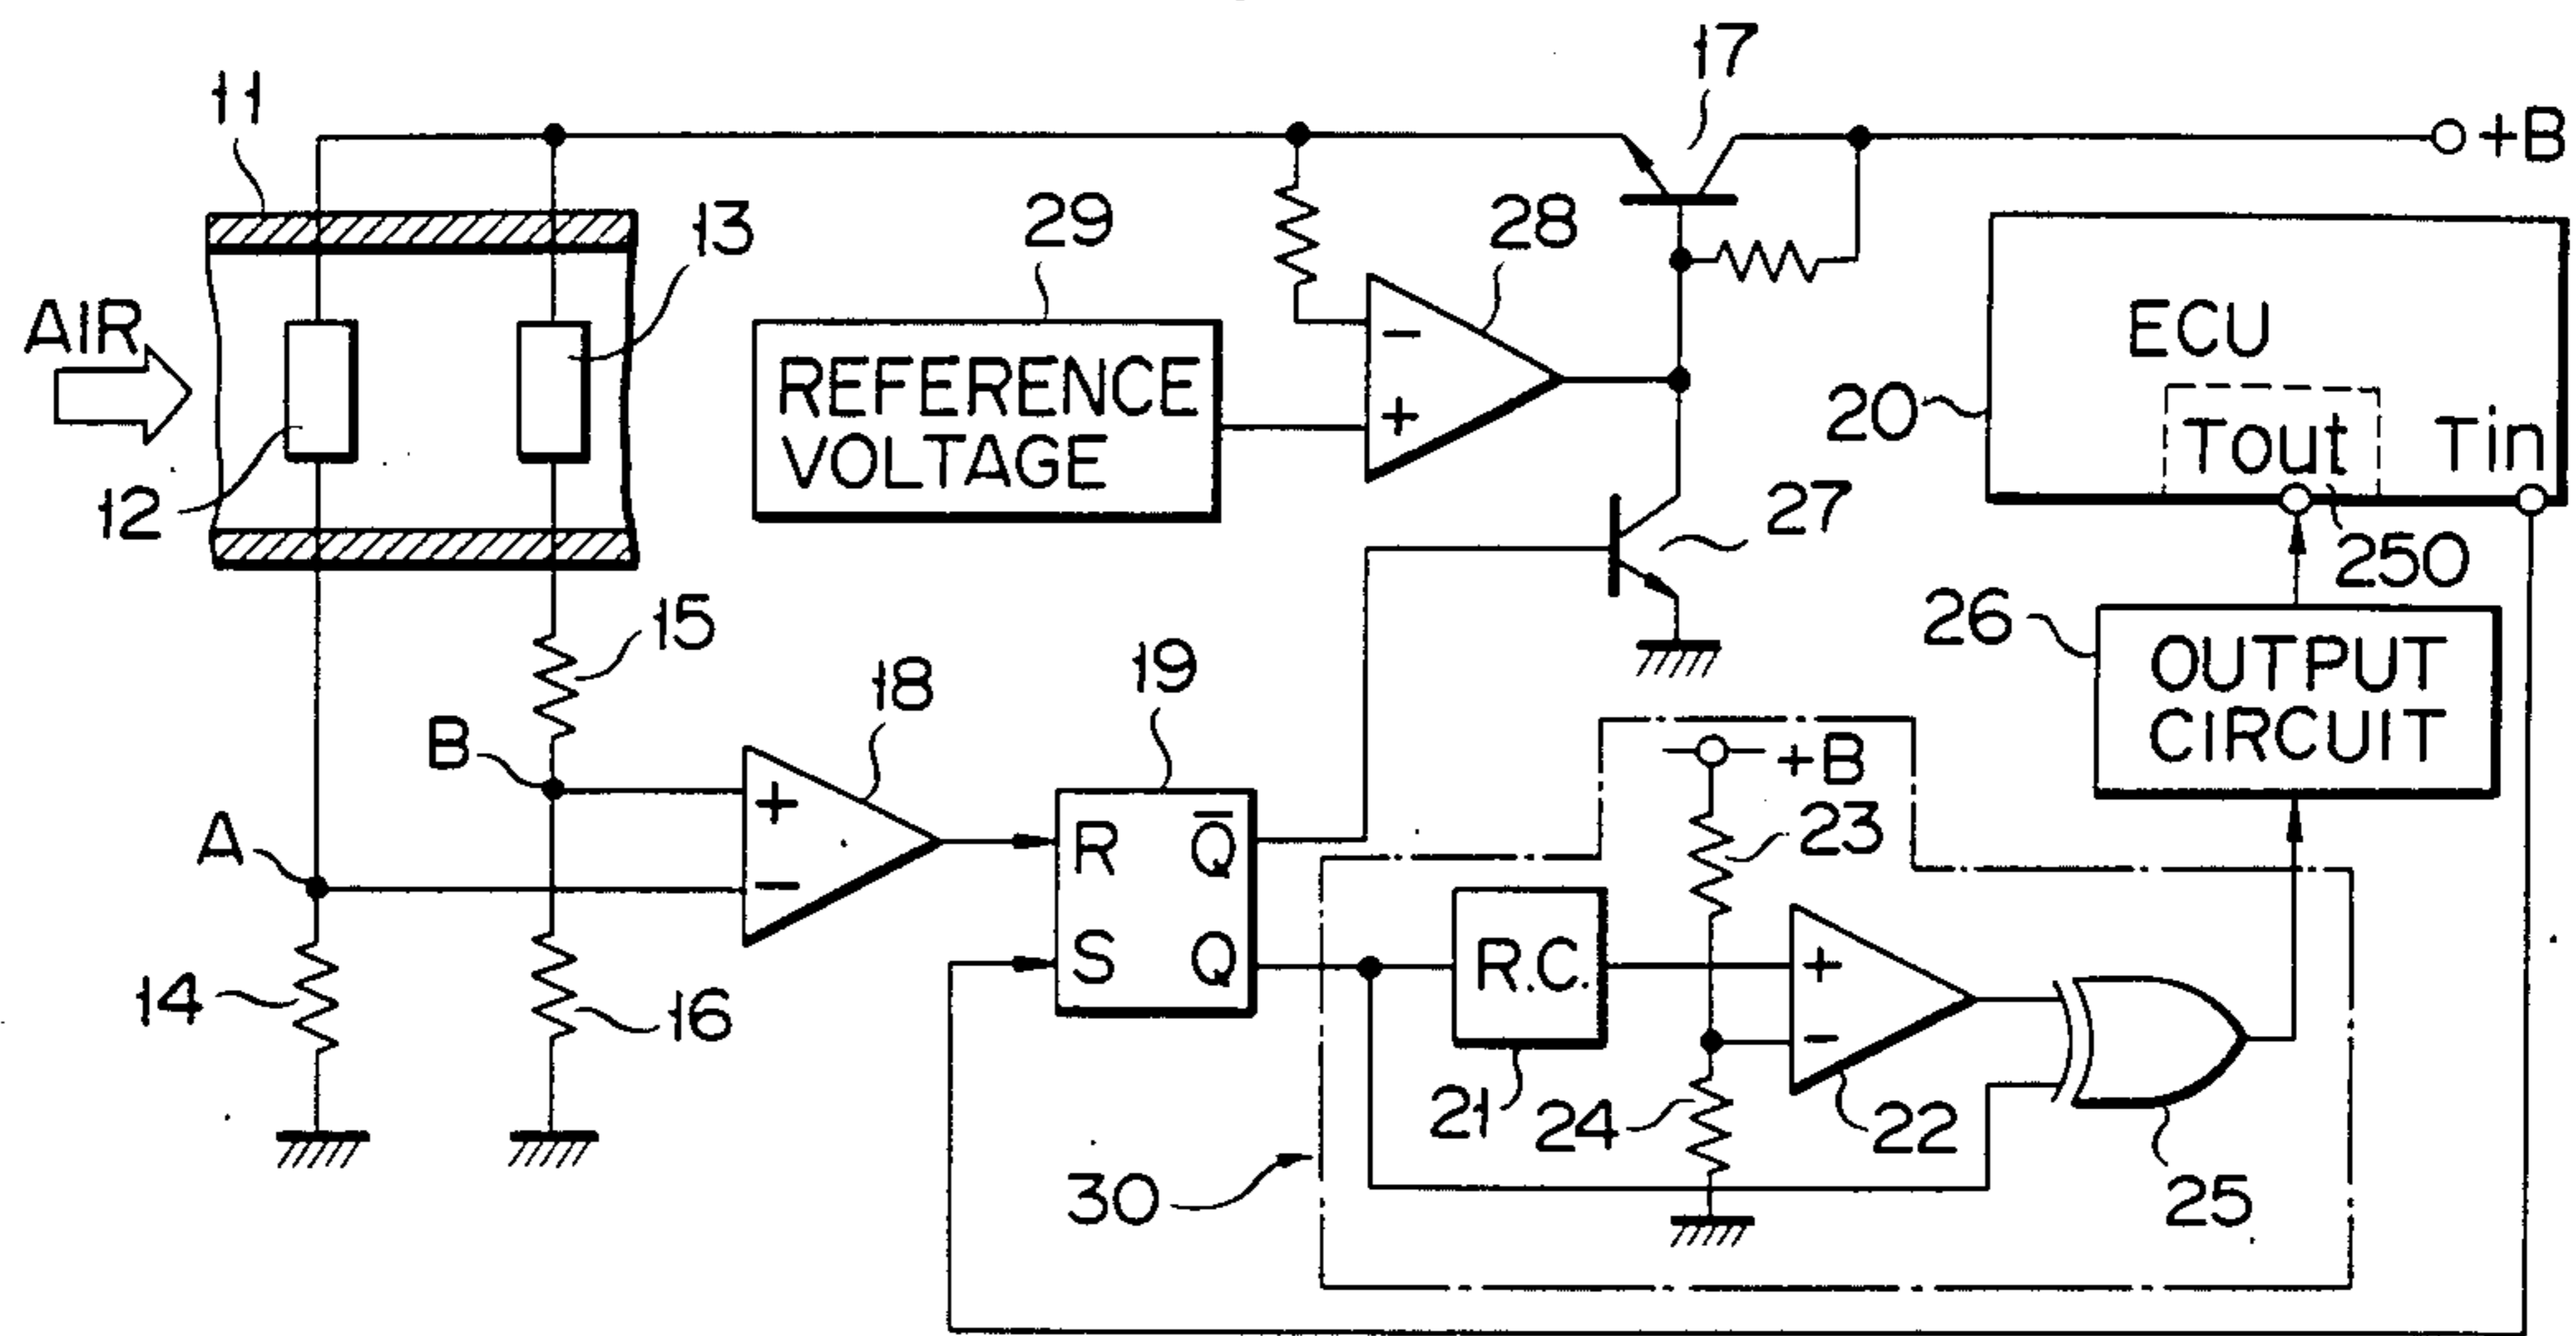 17
11
+B
13
29
28
AIR
REFERENCE
VOLTAGE
−
+
ECU
20
Tout
Tin
12
27
250
15
26
OUTPUT
CIRCUIT
19
18
B
+B
A
+
−
R
Q̄
S
Q
23
R.C.
+
−
14
16
21
24
22
30
25